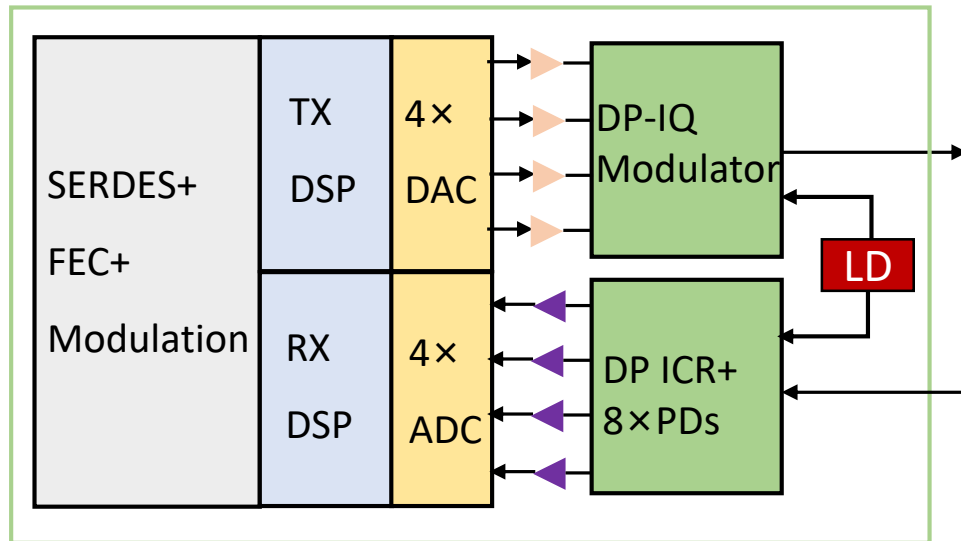 SERDES+
FEC+
Modulation
TX
DSP
4×
DAC
DP-IQ
Modulator
LD
RX
DSP
4×
ADC
DP ICR+
8×PDs